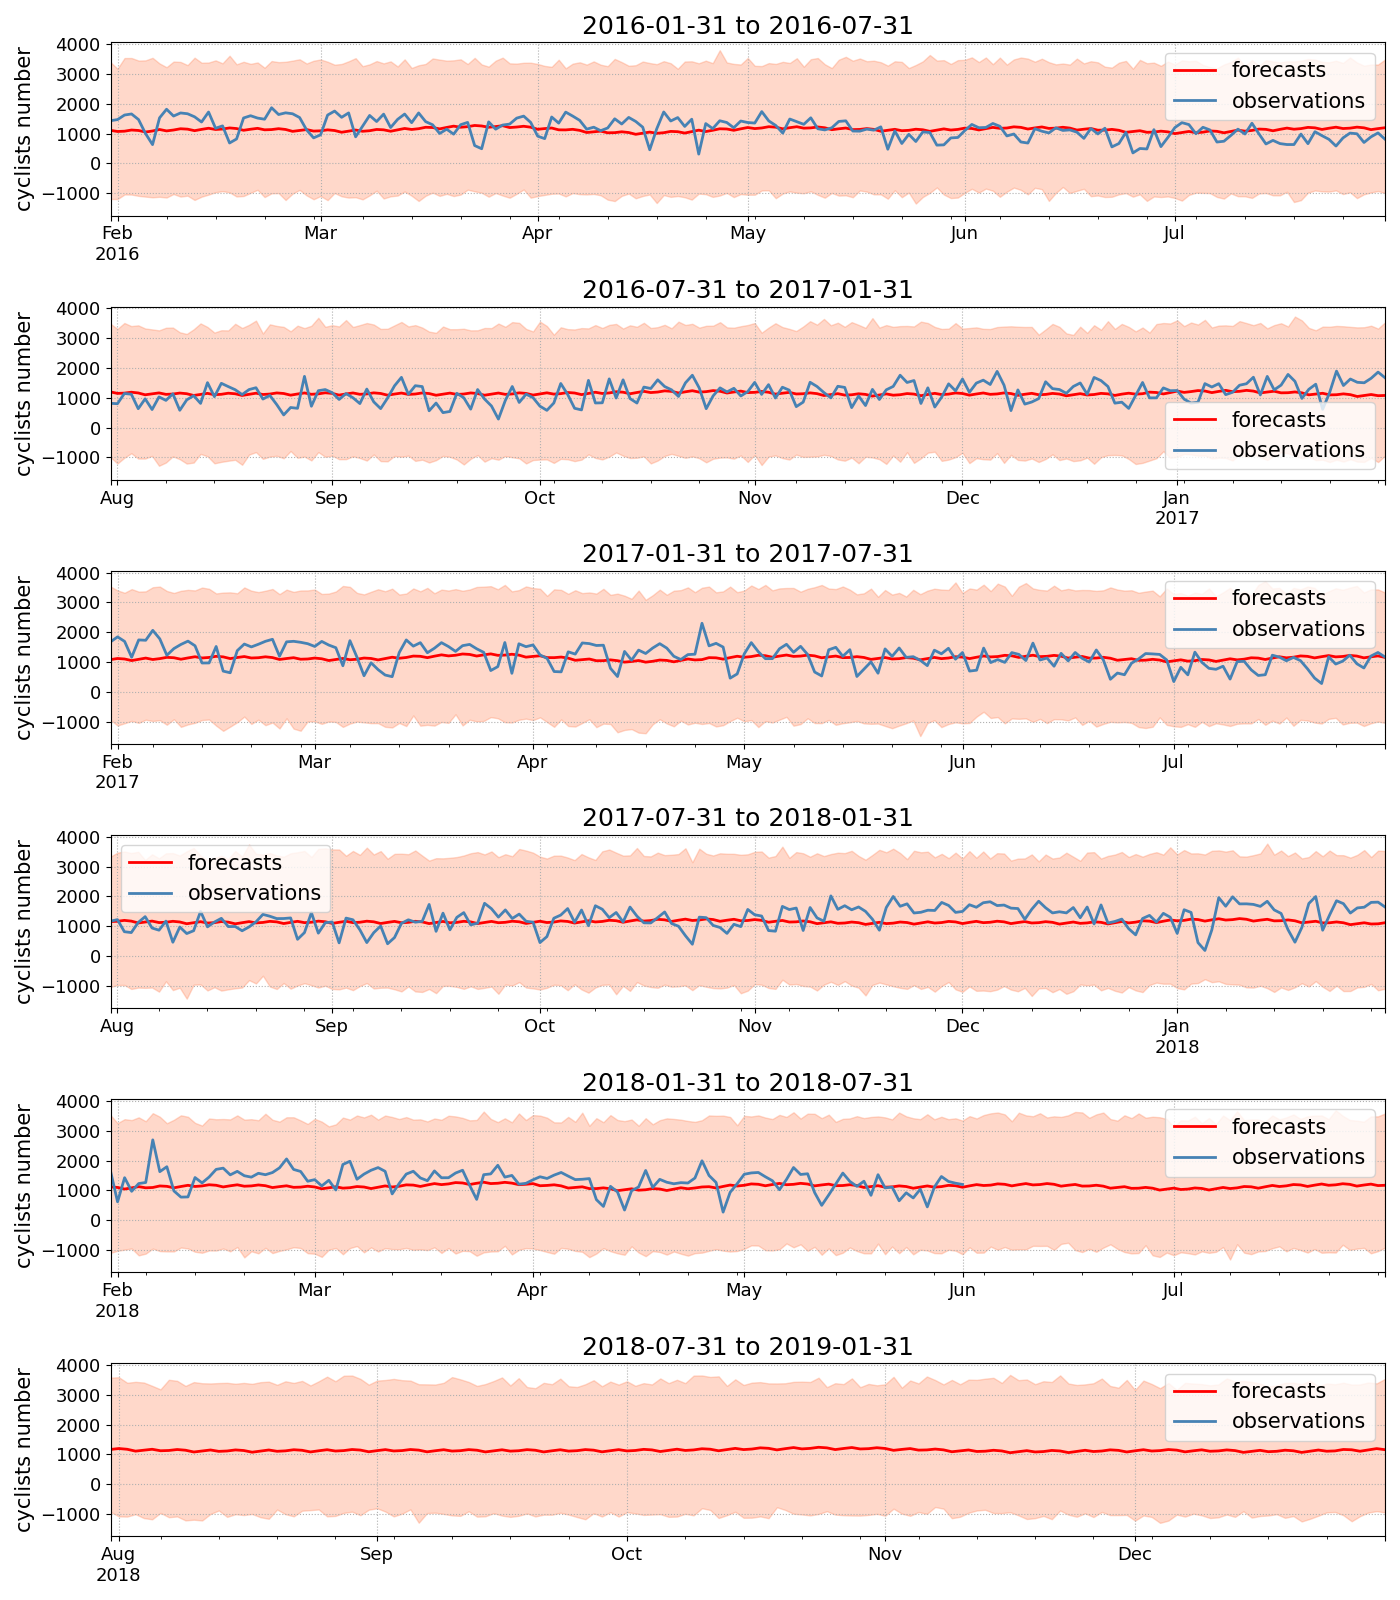 2016-01-31 to 2016-07-31
cyclists number
4000
3000
2000
1000
0
−1000
forecasts
observations
Feb Mar Apr May Jun Jul
2016
2016-07-31 to 2017-01-31
cyclists number
4000
3000
2000
1000
0
−1000
forecasts
observations
Aug Sep Oct Nov Dec Jan
2017
2017-01-31 to 2017-07-31
cyclists number
4000
3000
2000
1000
0
−1000
forecasts
observations
Feb Mar Apr May Jun Jul
2017
2017-07-31 to 2018-01-31
cyclists number
4000
3000
2000
1000
0
−1000
forecasts
observations
Aug Sep Oct Nov Dec Jan
2018
2018-01-31 to 2018-07-31
cyclists number
4000
3000
2000
1000
0
−1000
forecasts
observations
Feb Mar Apr May Jun Jul
2018
2018-07-31 to 2019-01-31
cyclists number
4000
3000
2000
1000
0
−1000
forecasts
observations
Aug Sep Oct Nov Dec
2018